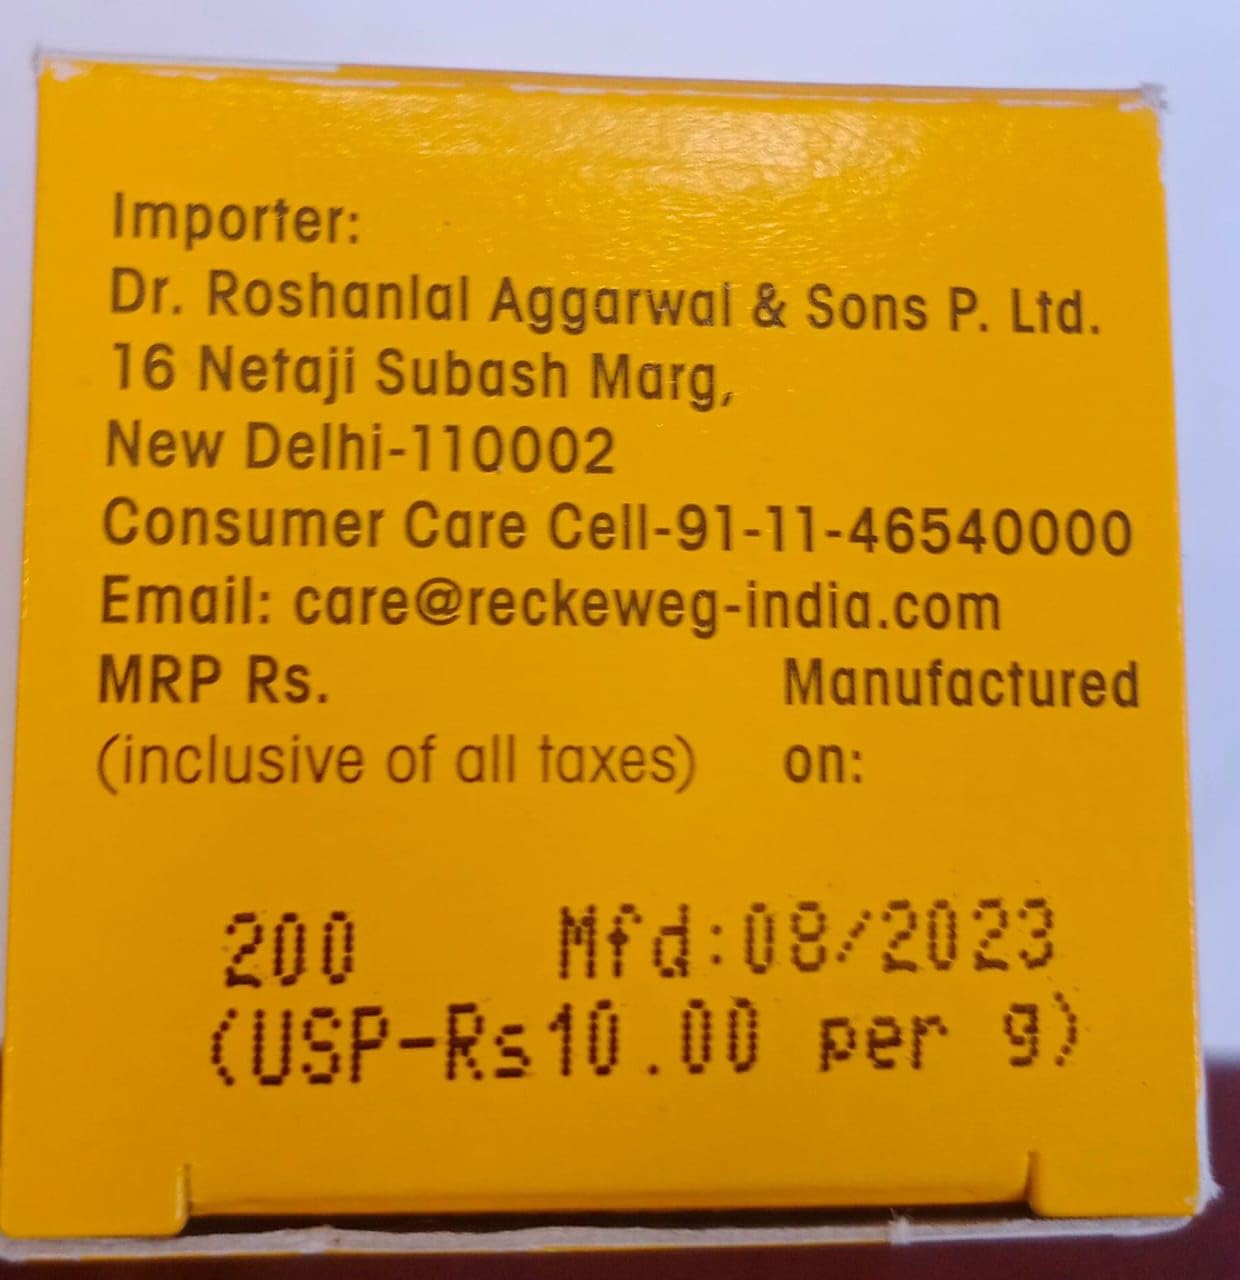 Importer:
Dr. Roshanlal Aggarwal & Sons P. Ltd.
16 Netaji Subash Marg,
New Delhi-110002
Consumer Care Cell-91-11-46540000
Email: care@reckeweg-india.com
MRP Rs. Manufactured
(inclusive of all taxes) on:
200 Mfd:08/2023
(USP-Rs10.00 per g)